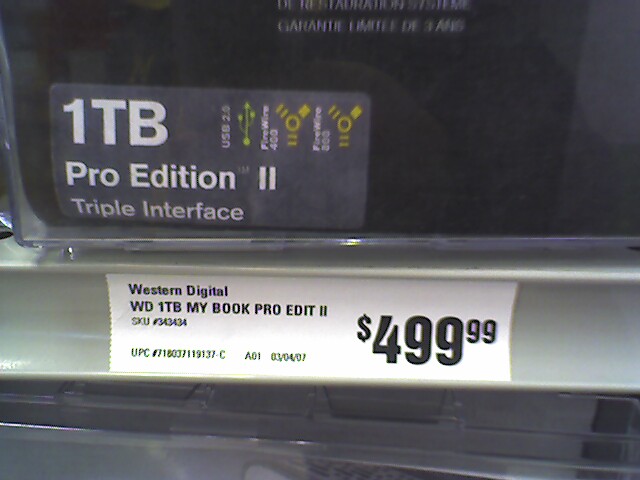 DE RESTAURATION SYSTÈME
GARANTIE LIMITÉE DE 3 ANS
1TB
USB 2.0
FireWire 400
FireWire 800
Pro Edition™ II
Triple Interface
Western Digital
WD 1TB MY BOOK PRO EDIT II
SKU #343434
$499.99
UPC #718037119137-C A01 03/04/07